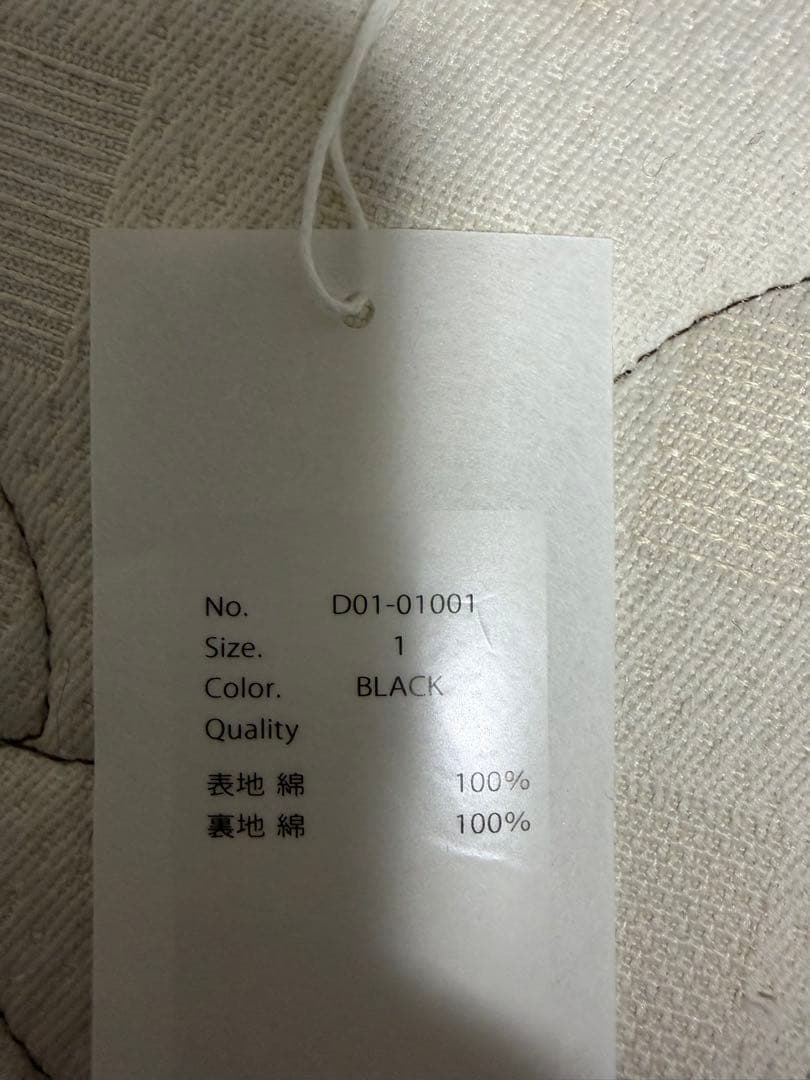 No. D01-01001
Size. 1
Color. BLACK
Quality
表地 綿 100%
裏地 綿 100%